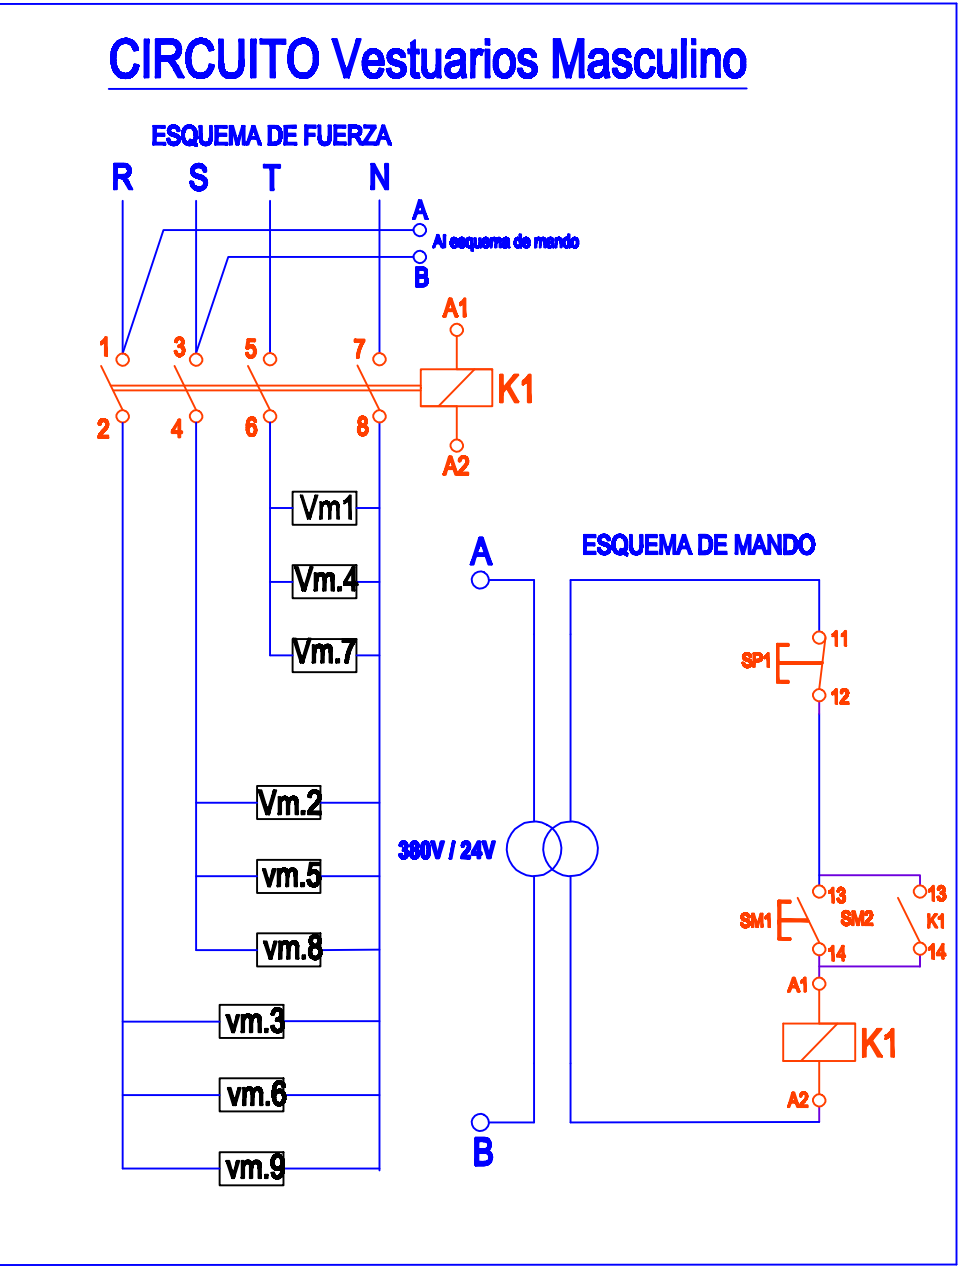 CIRCUITO Vestuarios Masculino
ESQUEMA DE FUERZA
R S T N
A
Al esquema de mando
B
A1
1 3 5 7
K1
2 4 6 8
A2
Vm1
Vm.4
Vm.7
Vm.2
vm.5
vm.8
vm.3
vm.6
vm.9
A
ESQUEMA DE MANDO
11
SP1
12
380V / 24V
13 13
SM1 SM2 K1
14 14
A1
K1
A2
B